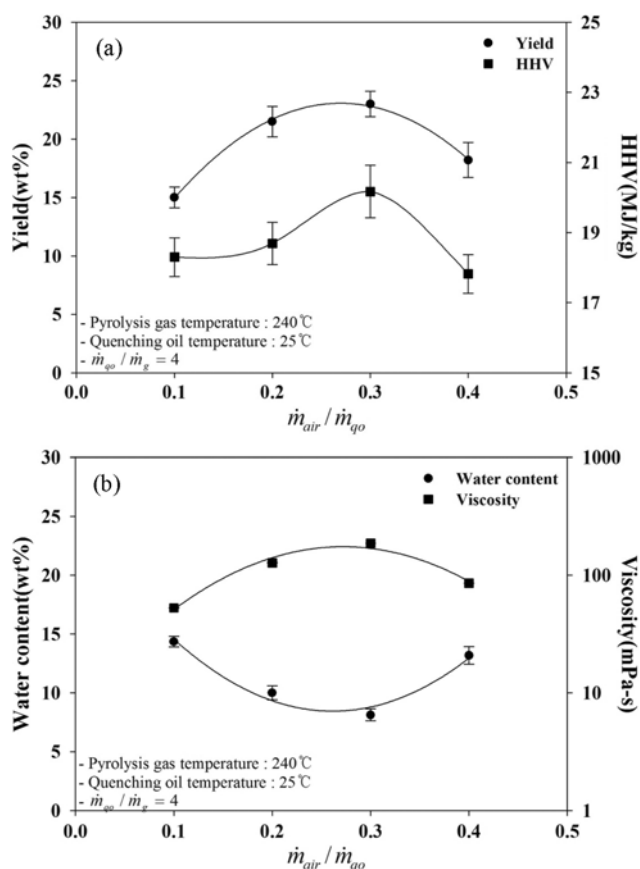 (a)
Yield
HHV
30
25
20
15
10
5
0
Yield(wt%)
25
23
21
19
17
15
HHV(MJ/kg)
- Pyrolysis gas temperature : 240℃
- Quenching oil temperature : 25℃
- ṁqo / ṁg = 4
0.0 0.1 0.2 0.3 0.4 0.5
ṁair / ṁqo
(b)
Water content
Viscosity
30
25
20
15
10
5
0
Water content(wt%)
1000
100
10
1
Viscosity(mPa-s)
- Pyrolysis gas temperature : 240℃
- Quenching oil temperature : 25℃
- ṁqo / ṁg = 4
0.0 0.1 0.2 0.3 0.4 0.5
ṁair / ṁqo